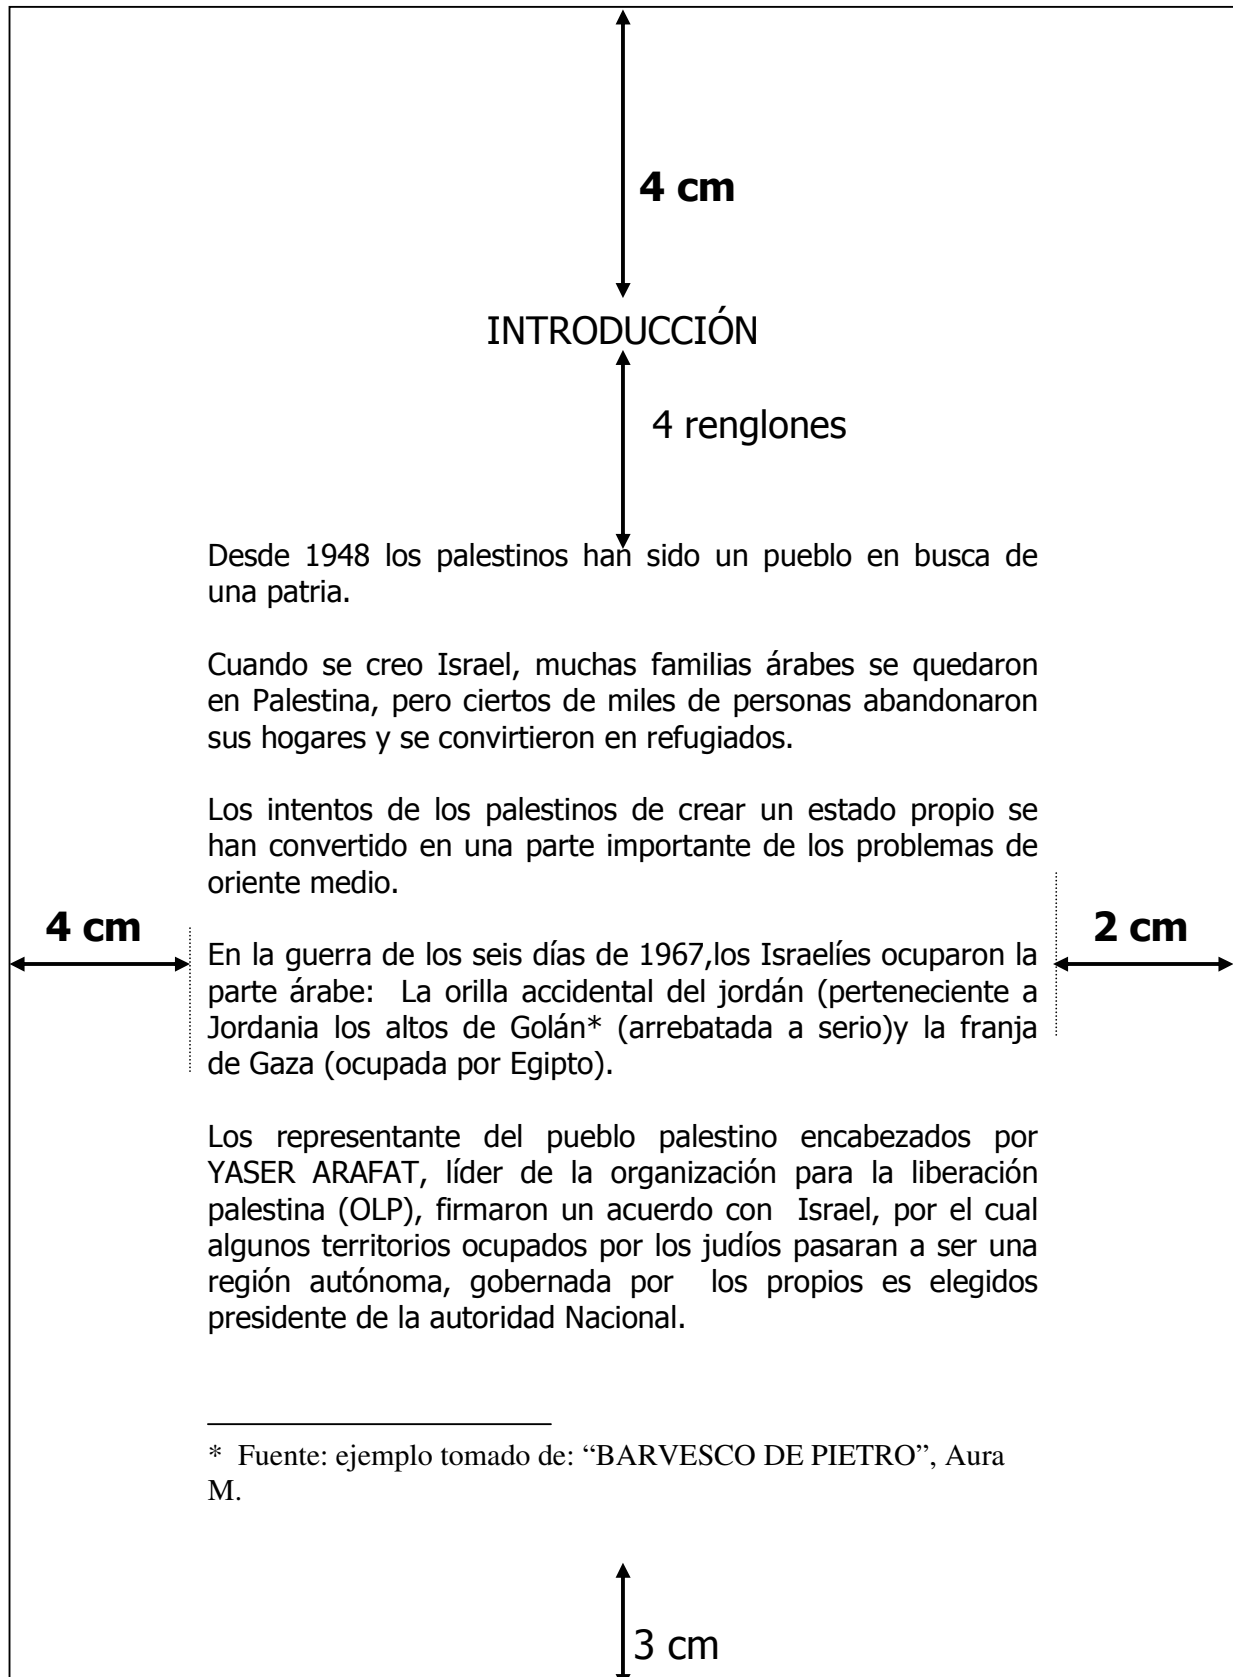 4 cm
INTRODUCCIÓN
4 renglones
Desde 1948 los palestinos han sido un pueblo en busca de
una patria.
Cuando se creo Israel, muchas familias árabes se quedaron
en Palestina, pero ciertos de miles de personas abandonaron
sus hogares y se convirtieron en refugiados.
Los intentos de los palestinos de crear un estado propio se
han convertido en una parte importante de los problemas de
oriente medio.
4 cm
2 cm
En la guerra de los seis días de 1967,los Israelíes ocuparon la
parte árabe:  La orilla accidental del jordán (perteneciente a
Jordania los altos de Golán* (arrebatada a serio)y la franja
de Gaza (ocupada por Egipto).
Los representante del pueblo palestino encabezados por
YASER ARAFAT, líder de la organización para la liberación
palestina (OLP), firmaron un acuerdo con  Israel, por el cual
algunos territorios ocupados por los judíos pasaran a ser una
región autónoma, gobernada por  los propios es elegidos
presidente de la autoridad Nacional.
*  Fuente: ejemplo tomado de: “BARVESCO DE PIETRO”, Aura
M.
3 cm